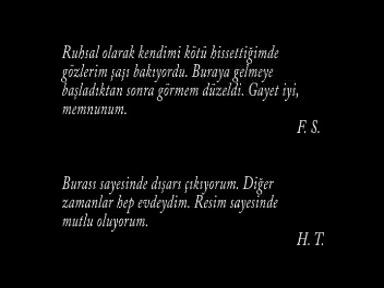 Ruhsal olarak kendimi kötü hissettiğimde
gözlerim şaşı bakıyordu. Buraya gelmeye
başladıktan sonra görmem düzeldi. Gayet iyi,
memnunum.
F. S.
Burası sayesinde dışarı çıkıyorum. Diğer
zamanlar hep evdeydim. Resim sayesinde
mutlu oluyorum.
H. T.